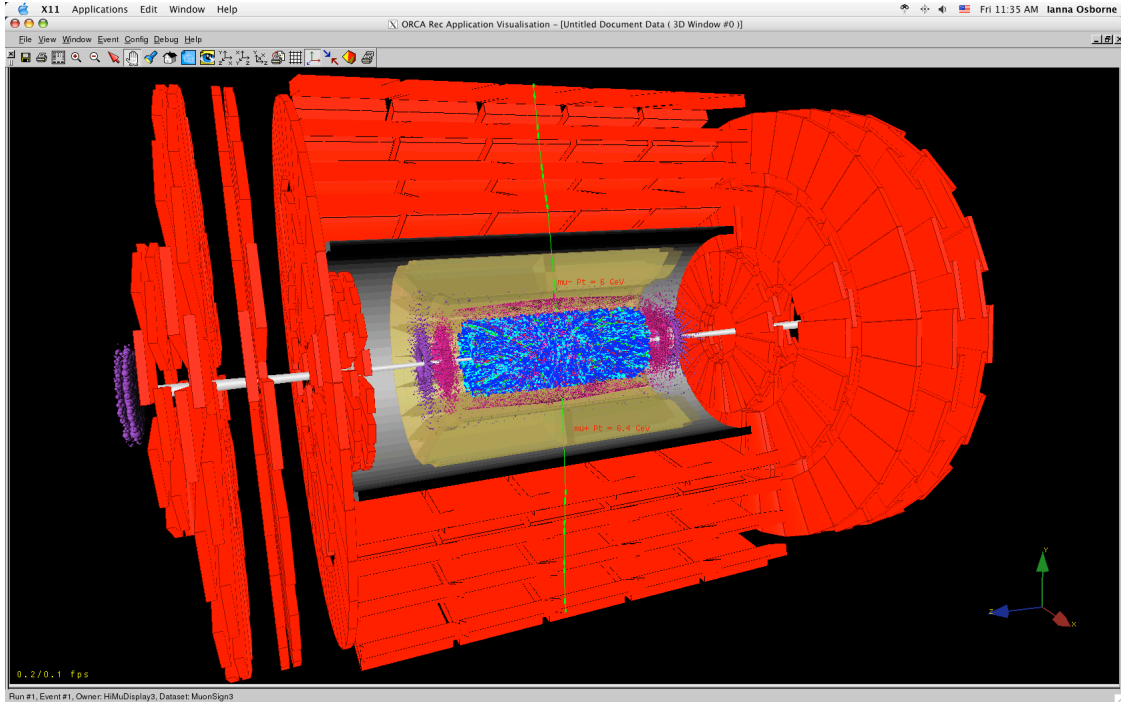 X11 Applications Edit Window Help Fri 11:35 AM Ianna Osborne
X ORCA Rec Application Visualisation - [Untitled Document Data ( 3D Window #0 )]
File View Window Event Config Debug Help
mu- Pt = 6 GeV
mu+ Pt = 6.4 GeV
Y
Z
X
0.2/0.1 fps
Run #1, Event #1, Owner: HiMuDisplay3, Dataset: MuonSign3